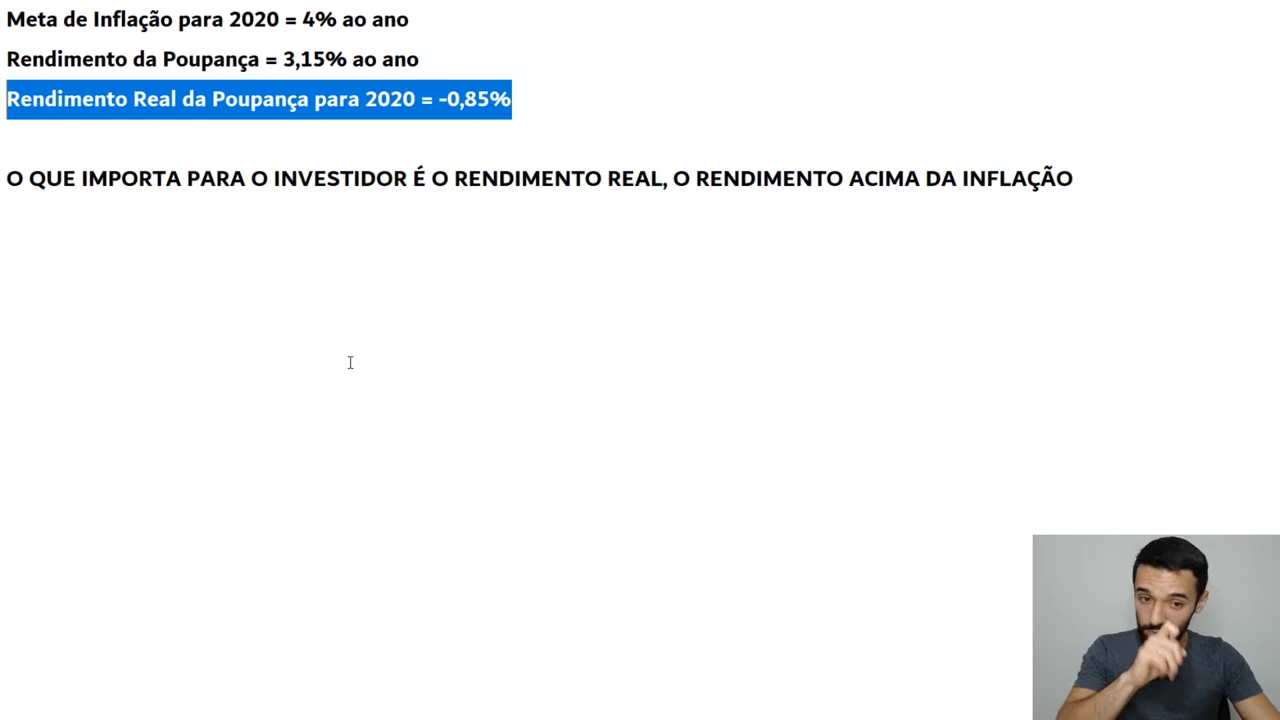 Meta de Inflação para 2020 = 4% ao ano
Rendimento da Poupança = 3,15% ao ano
Rendimento Real da Poupança para 2020 = -0,85%
O QUE IMPORTA PARA O INVESTIDOR É O RENDIMENTO REAL, O RENDIMENTO ACIMA DA INFLAÇÃO